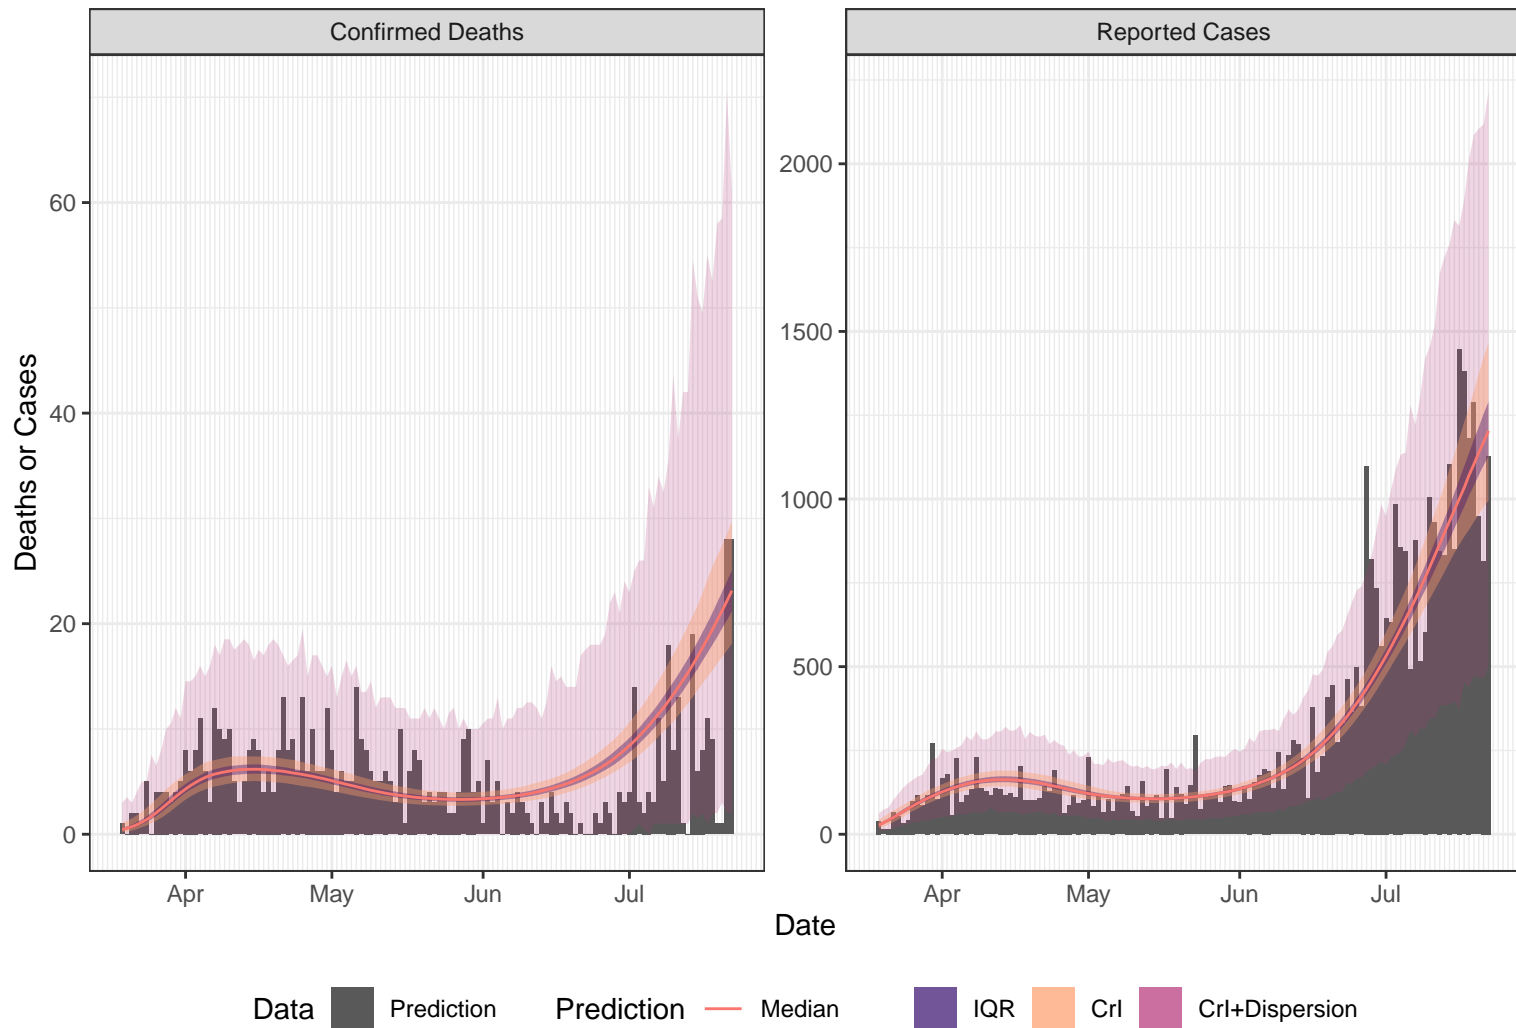 Confirmed Deaths
Reported Cases
Deaths or Cases
60
40
20
0
2000
1500
1000
500
0
Apr May Jun Jul
Apr May Jun Jul
Date
Data Prediction Prediction Median IQR CrI CrI+Dispersion